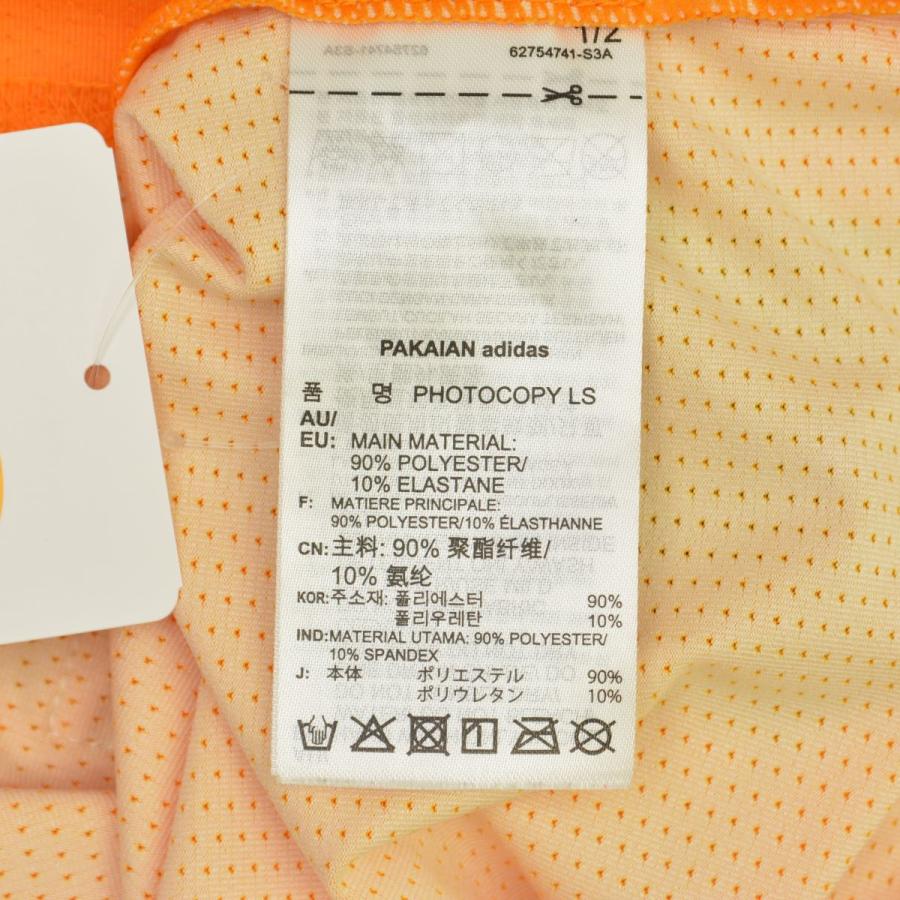 1/2
62754741-S3A
PAKAIAN adidas
품 명 PHOTOCOPY LS
AU/
EU: MAIN MATERIAL:
90% POLYESTER/
10% ELASTANE
F: MATIERE PRINCIPALE:
90% POLYESTER/10% ÉLASTHANNE
CN: 主料: 90% 聚酯纤维/
10% 氨纶
KOR: 주소재: 폴리에스터 90%
폴리우레탄 10%
IND: MATERIAL UTAMA: 90% POLYESTER/
10% SPANDEX
J: 本体 ポリエステル 90%
ポリウレタン 10%